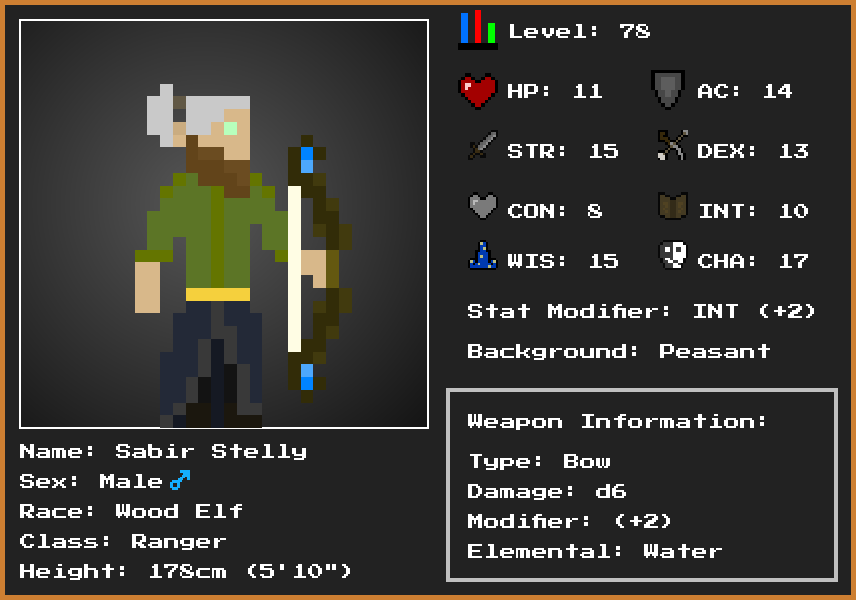 Level: 78
HP: 11 AC: 14
STR: 15 DEX: 13
CON: 8 INT: 10
WIS: 15 CHA: 17
Stat Modifier: INT (+2)
Background: Peasant
Name: Sabir Stelly
Sex: Male ♂
Race: Wood Elf
Class: Ranger
Height: 178cm (5'10")
Weapon Information:
Type: Bow
Damage: d6
Modifier: (+2)
Elemental: Water